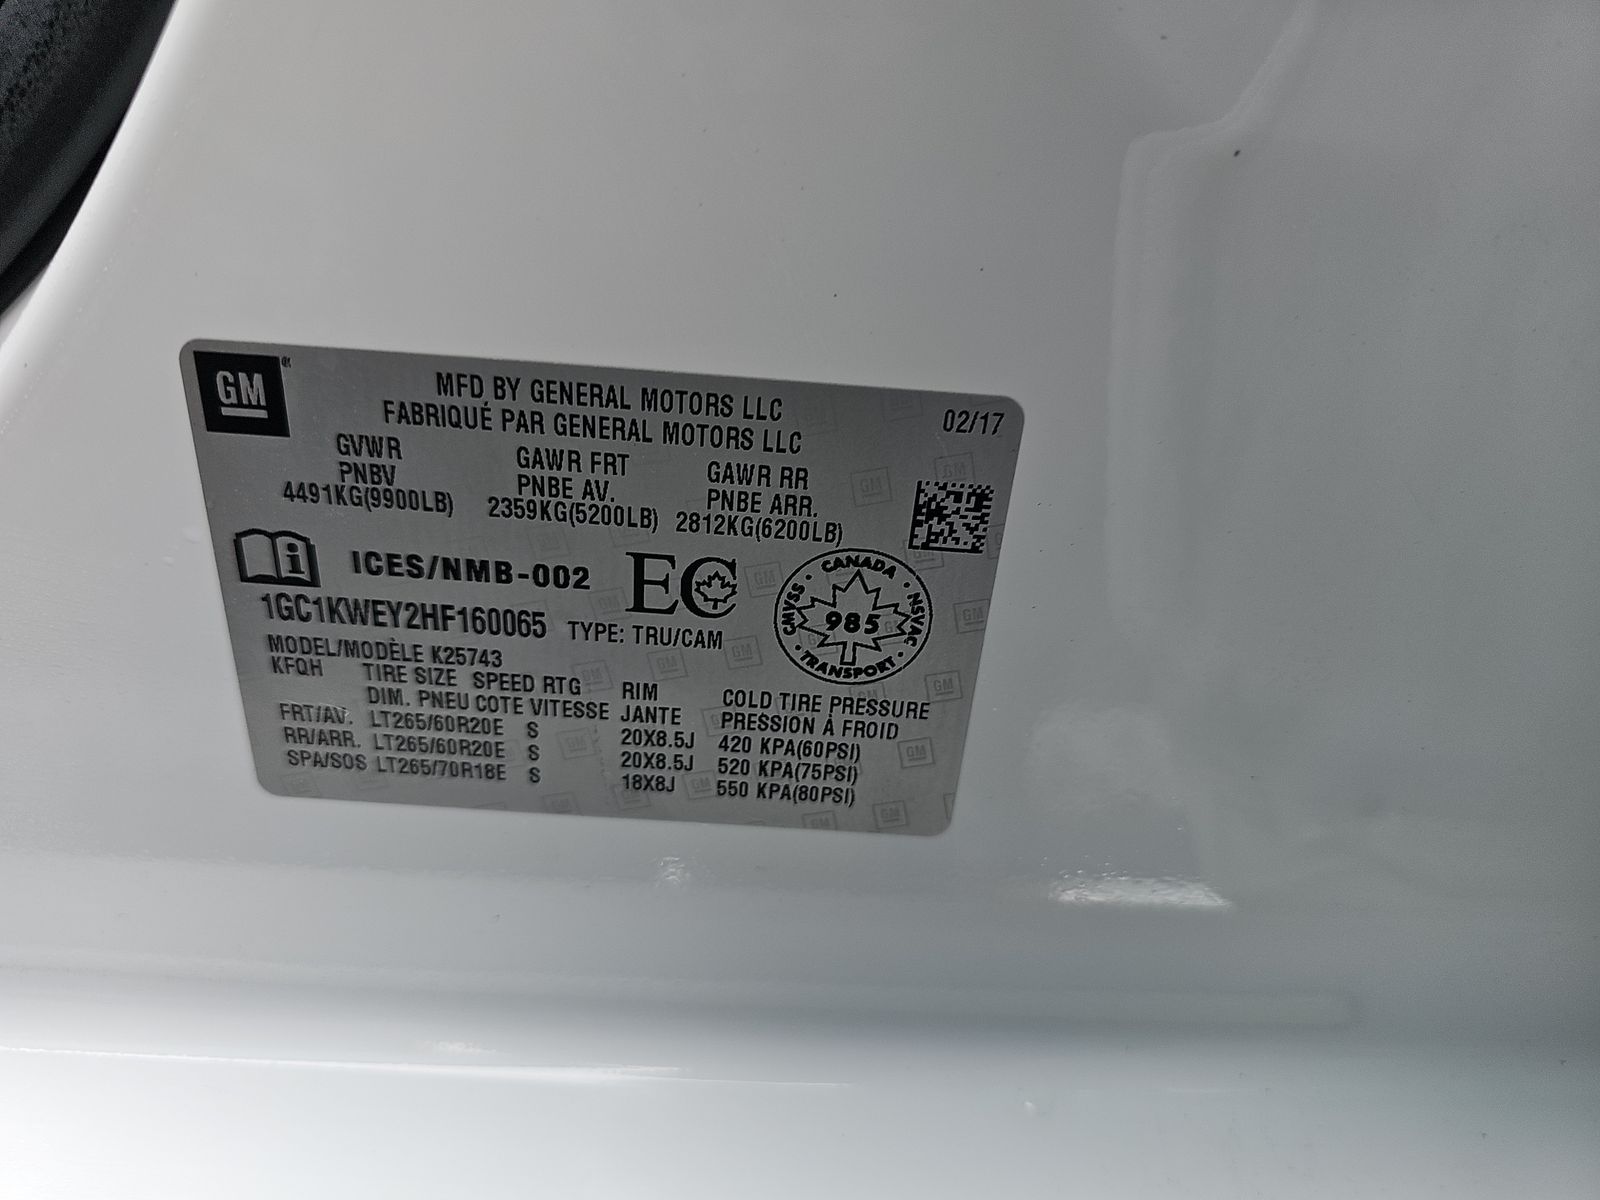 GM
MFD BY GENERAL MOTORS LLC
FABRIQUÉ PAR GENERAL MOTORS LLC
02/17
GVWR GAWR FRT GAWR RR
PNBV PNBE AV. PNBE ARR.
4491KG(9900LB) 2359KG(5200LB) 2812KG(6200LB)
ICES/NMB-002 EC
CANADA
CMVSS 985 NSVAC
TRANSPORT
1GC1KWEY2HF160065 TYPE: TRU/CAM
MODEL/MODÈLE K25743
KFQH TIRE SIZE SPEED RTG RIM COLD TIRE PRESSURE
DIM. PNEU COTE VITESSE JANTE PRESSION À FROID
FRT/AV. LT265/60R20E S 20X8.5J 420 KPA(60PSI)
RR/ARR. LT265/60R20E S 20X8.5J 520 KPA(75PSI)
SPA/SOS LT265/70R18E S 18X8J 550 KPA(80PSI)